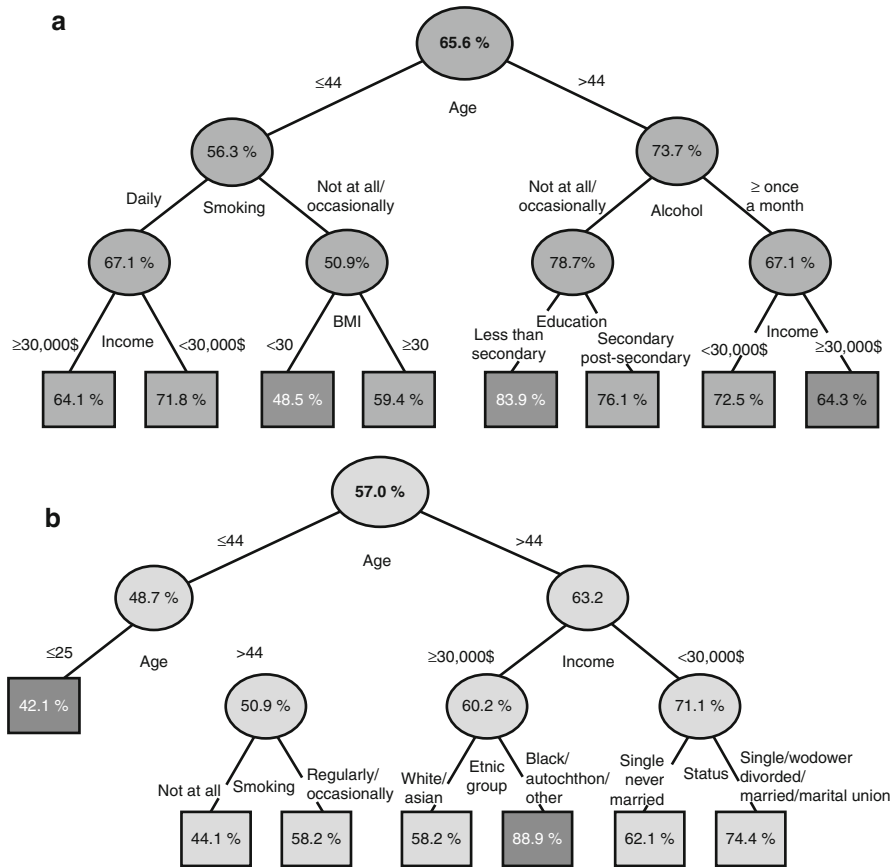 a
65.6 %
≤44
>44
Age
56.3 %
73.7 %
Daily
Smoking
Not at all/
occasionally
Not at all/
occasionally
Alcohol
≥ once
a month
67.1 %
50.9%
78.7%
67.1 %
≥30,000$
Income
<30,000$
<30
BMI
≥30
Less than
secondary
Education
Secondary
post-secondary
<30,000$
Income
≥30,000$
64.1 %
71.8 %
48.5 %
59.4 %
83.9 %
76.1 %
72.5 %
64.3 %
b
57.0 %
≤44
>44
Age
48.7 %
63.2
≤25
Age
>44
≥30,000$
Income
<30,000$
42.1 %
50.9 %
60.2 %
71.1 %
Not at all
Smoking
Regularly/
occasionally
White/
asian
Etnic
group
Black/
autochthon/
other
Single
never
married
Status
Single/wodower
divorded/
married/marital union
44.1 %
58.2 %
58.2 %
88.9 %
62.1 %
74.4 %